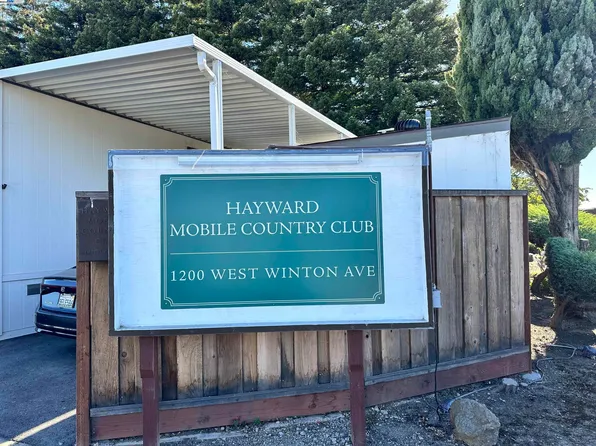 HAYWARD
MOBILE COUNTRY CLUB
1200 WEST WINTON AVE